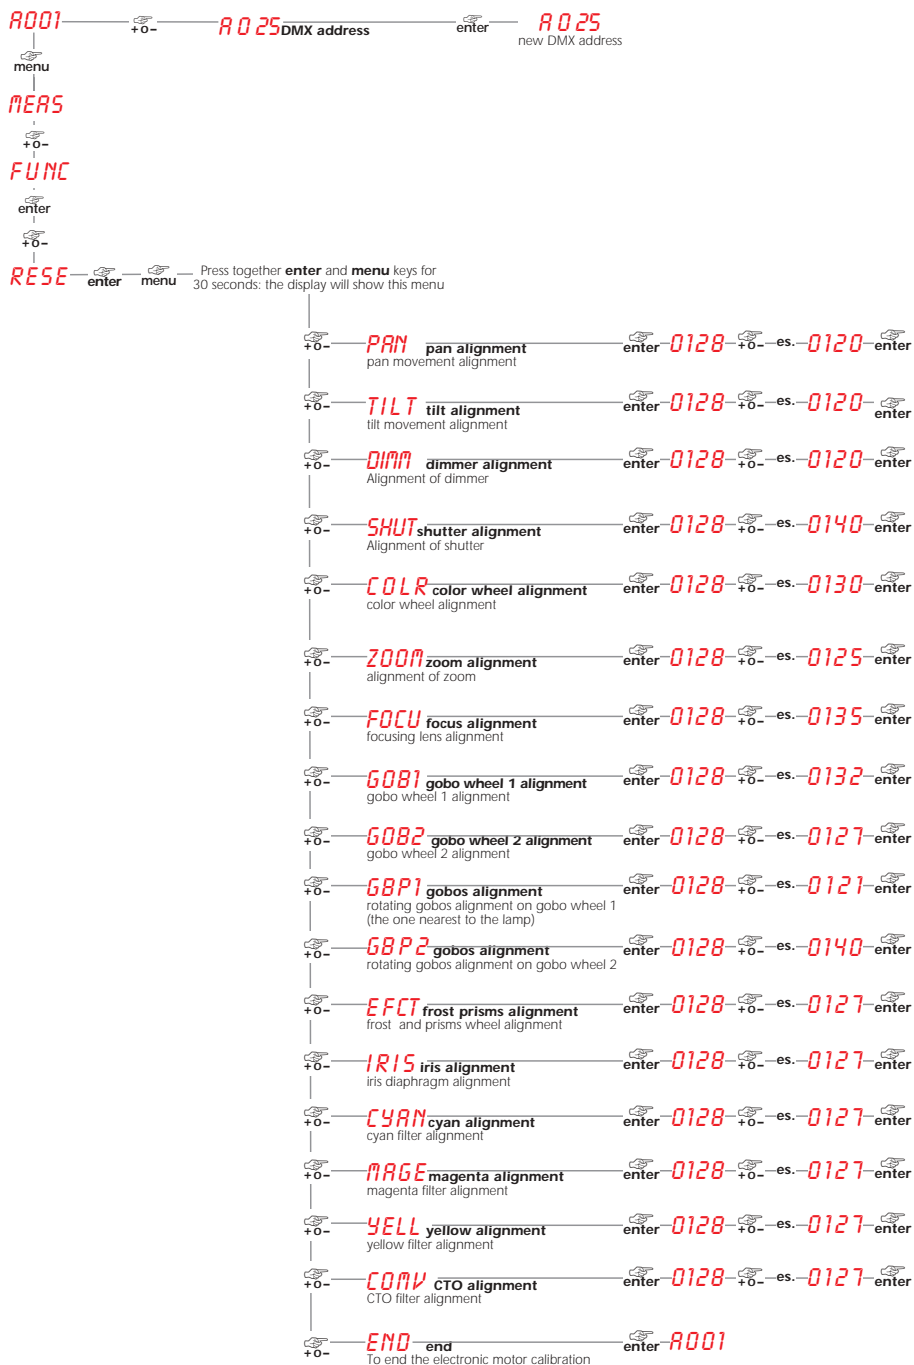 A001 +o- A025 DMX address enter A025
new DMX address
menu
MEAS
+o-
FUNC
enter
+o-
RESE enter menu Press together enter and menu keys for
30 seconds: the display will show this menu
+o- PAN pan alignment enter 0128 +o- es. 0120 enter
pan movement alignment
+o- TILT tilt alignment enter 0128 +o- es. 0120 enter
tilt movement alignment
+o- DIMM dimmer alignment enter 0128 +o- es. 0120 enter
Alignment of dimmer
+o- SHUT shutter alignment enter 0128 +o- es. 0140 enter
Alignment of shutter
+o- COLR color wheel alignment enter 0128 +o- es. 0130 enter
color wheel alignment
+o- ZOOM zoom alignment enter 0128 +o- es. 0125 enter
alignment of zoom
+o- FOCU focus alignment enter 0128 +o- es. 0135 enter
focusing lens alignment
+o- GOB1 gobo wheel 1 alignment enter 0128 +o- es. 0132 enter
gobo wheel 1 alignment
+o- GOB2 gobo wheel 2 alignment enter 0128 +o- es. 0127 enter
gobo wheel 2 alignment
+o- GBP1 gobos alignment enter 0128 +o- es. 0121 enter
rotating gobos alignment on gobo wheel 1
(the one nearest to the lamp)
+o- GBP2 gobos alignment enter 0128 +o- es. 0140 enter
rotating gobos alignment on gobo wheel 2
+o- EFCT frost prisms alignment enter 0128 +o- es. 0127 enter
frost and prisms wheel alignment
+o- IRIS iris alignment enter 0128 +o- es. 0127 enter
iris diaphragm alignment
+o- CYAN cyan alignment enter 0128 +o- es. 0127 enter
cyan filter alignment
+o- MAGE magenta alignment enter 0128 +o- es. 0127 enter
magenta filter alignment
+o- YELL yellow alignment enter 0128 +o- es. 0127 enter
yellow filter alignment
+o- COMV CTO alignment enter 0128 +o- es. 0127 enter
CTO filter alignment
+o- END end enter A001
To end the electronic motor calibration